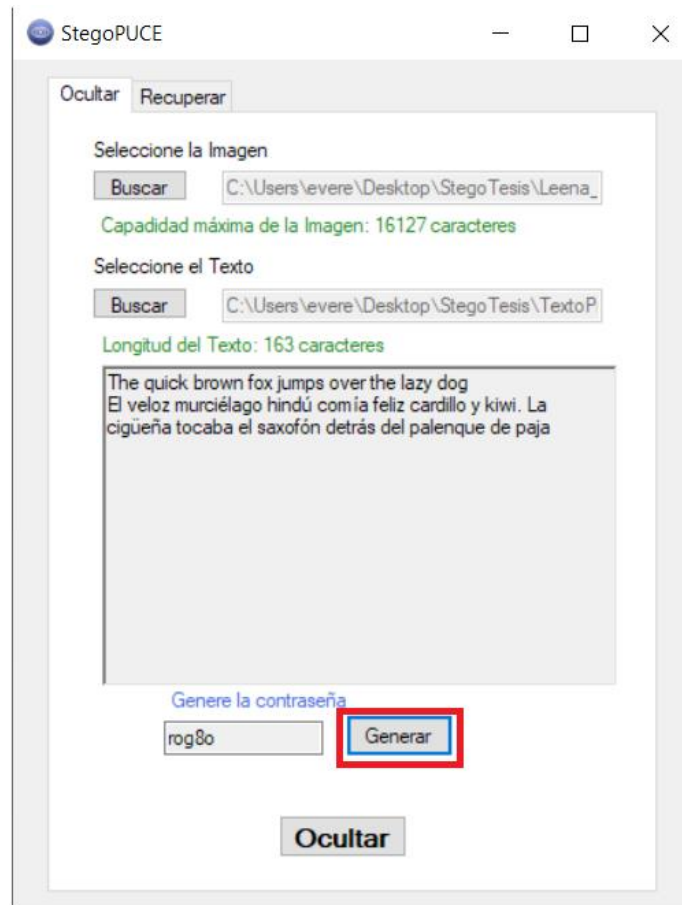 StegoPUCE
Ocultar Recuperar
Seleccione la Imagen
Buscar C:\Users\evere\Desktop\StegoTesis\Leena_
Capadidad máxima de la Imagen: 16127 caracteres
Seleccione el Texto
Buscar C:\Users\evere\Desktop\StegoTesis\TextoP
Longitud del Texto: 163 caracteres
The quick brown fox jumps over the lazy dog
El veloz murciélago hindú comía feliz cardillo y kiwi. La
cigüeña tocaba el saxofón detrás del palenque de paja
Genere la contraseña
rog8o Generar
Ocultar